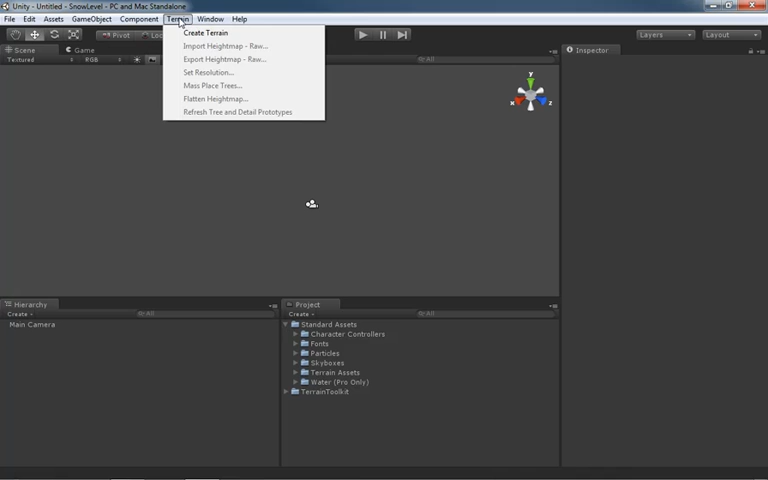 Unity - Untitled - SnowLevel - PC and Mac Standalone
File Edit Assets GameObject Component Terrain Window Help
Pivot Layers Layout
Create Terrain
Import Heightmap - Raw...
Export Heightmap - Raw...
Set Resolution...
Mass Place Trees...
Flatten Heightmap...
Refresh Tree and Detail Prototypes
Scene Game
Textured RGB All
Inspector
y
x z
Hierarchy
Create All
Main Camera
Project
Create All
Standard Assets
Character Controllers
Fonts
Particles
Skyboxes
Terrain Assets
Water (Pro Only)
TerrainToolkit